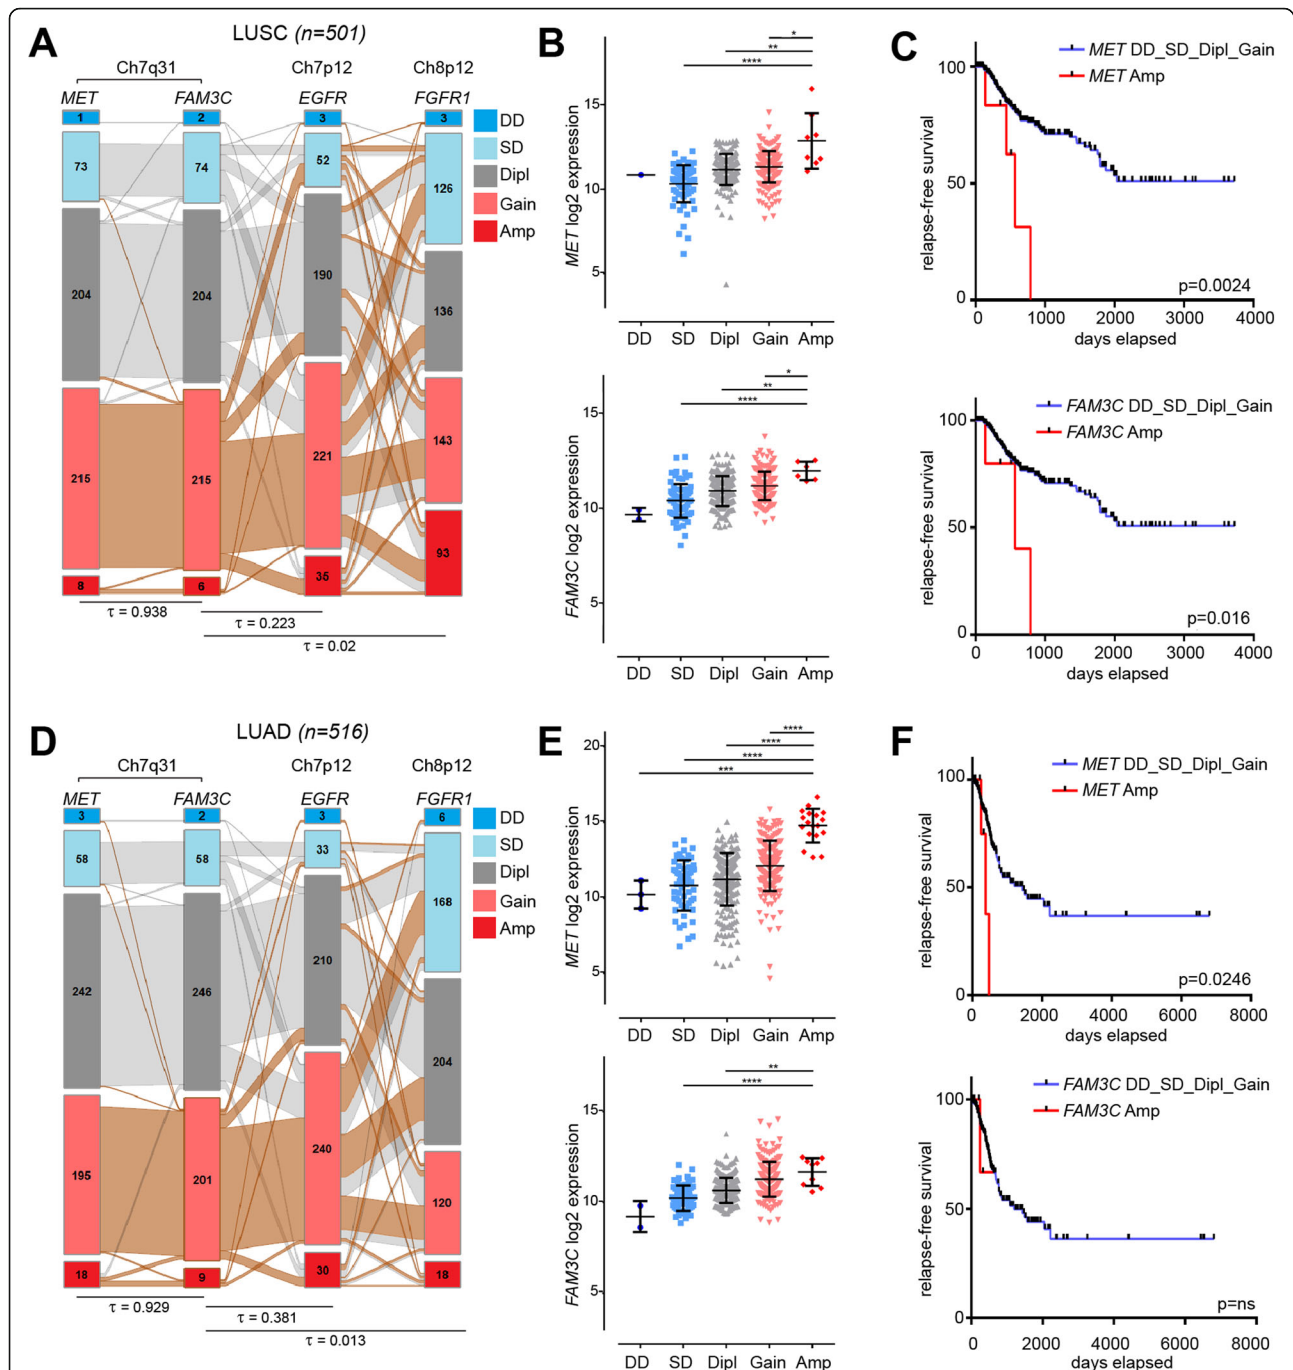 A
LUSC (n=501)
Ch7q31 Ch7p12 Ch8p12
MET FAM3C EGFR FGFR1
1 2 3 3
73 74 52 126
204 204 190 136
215 215 221 143
8 6 35 93
DD
SD
Dipl
Gain
Amp
τ = 0.938
τ = 0.223
τ = 0.02
B
MET log2 expression
15
10
5
*
**
****
DD SD Dipl Gain Amp
FAM3C log2 expression
15
10
5
*
**
****
DD SD Dipl Gain Amp
C
MET DD_SD_Dipl_Gain
MET Amp
relapse-free survival
100
50
0
p=0.0024
0 1000 2000 3000 4000
days elapsed
FAM3C DD_SD_Dipl_Gain
FAM3C Amp
relapse-free survival
100
50
0
p=0.016
0 1000 2000 3000 4000
days elapsed
D
LUAD (n=516)
Ch7q31 Ch7p12 Ch8p12
MET FAM3C EGFR FGFR1
3 2 3 6
58 58 33 168
242 246 210 204
195 201 240 120
18 9 30 18
DD
SD
Dipl
Gain
Amp
τ = 0.929
τ = 0.381
τ = 0.013
E
MET log2 expression
20
15
10
5
****
****
****
***
DD SD Dipl Gain Amp
FAM3C log2 expression
15
10
5
**
****
DD SD Dipl Gain Amp
F
MET DD_SD_Dipl_Gain
MET Amp
relapse-free survival
100
50
0
p=0.0246
0 2000 4000 6000 8000
days elapsed
FAM3C DD_SD_Dipl_Gain
FAM3C Amp
relapse-free survival
100
50
0
p=ns
0 2000 4000 6000 8000
days elapsed